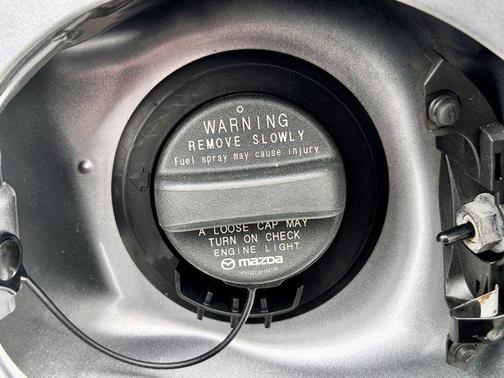 WARNING
REMOVE SLOWLY
Fuel spray may cause injury.
A LOOSE CAP MAY
TURN ON CHECK
ENGINE LIGHT
mazda